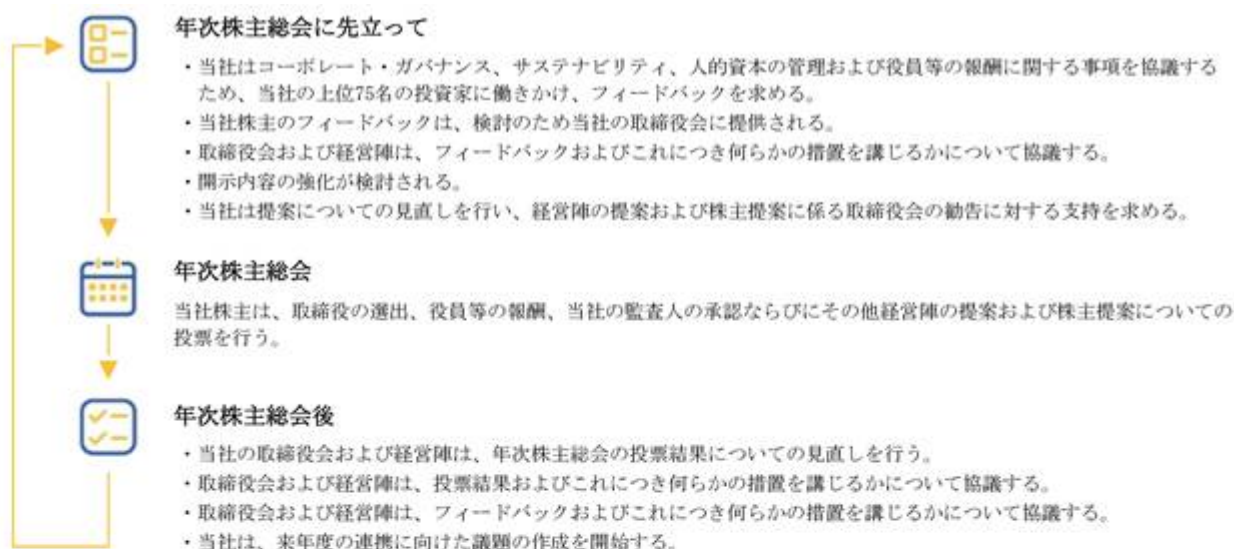 年次株主総会に先立って
・当社はコーポレート・ガバナンス、サステナビリティ、人的資本の管理および役員等の報酬に関する事項を協議する
ため、当社の上位75名の投資家に働きかけ、フィードバックを求める。
・当社株主のフィードバックは、検討のため当社の取締役会に提供される。
・取締役会および経営陣は、フィードバックおよびこれにつき何らかの措置を講じるかについて協議する。
・開示内容の強化が検討される。
・当社は提案についての見直しを行い、経営陣の提案および株主提案に係る取締役会の勧告に対する支持を求める。
年次株主総会
当社株主は、取締役の選出、役員等の報酬、当社の監査人の承認ならびにその他経営陣の提案および株主提案についての
投票を行う。
年次株主総会後
・当社の取締役会および経営陣は、年次株主総会の投票結果についての見直しを行う。
・取締役会および経営陣は、投票結果およびこれにつき何らかの措置を講じるかについて協議する。
・取締役会および経営陣は、フィードバックおよびこれにつき何らかの措置を講じるかについて協議する。
・当社は、来年度の連携に向けた議題の作成を開始する。